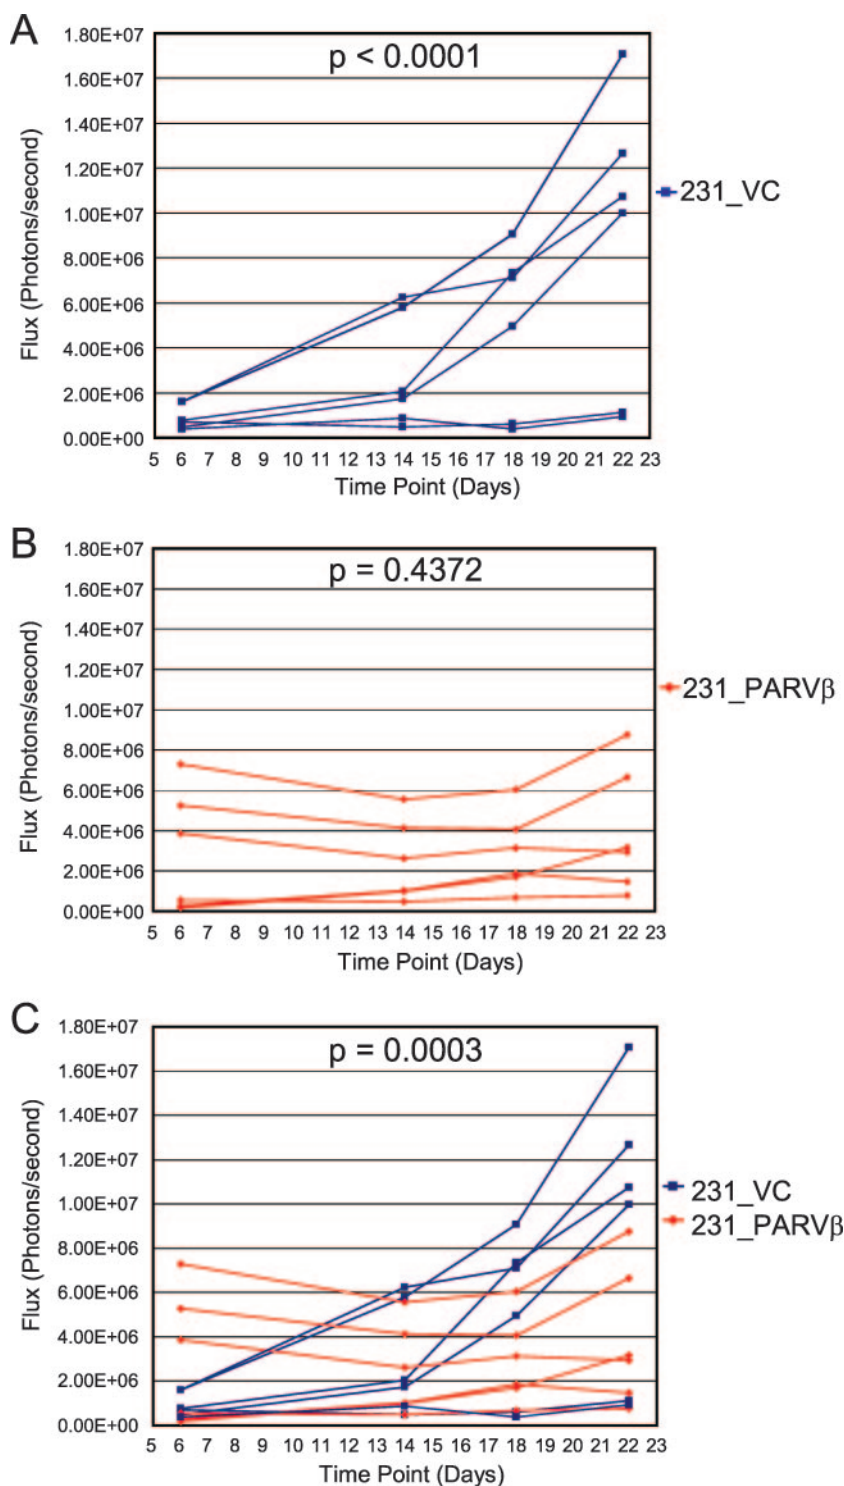 A
p < 0.0001
1.80E+07
1.60E+07
1.40E+07
1.20E+07
1.00E+07
8.00E+06
6.00E+06
4.00E+06
2.00E+06
0.00E+00
Flux (Photons/second)
5 6 7 8 9 10 11 12 13 14 15 16 17 18 19 20 21 22 23
Time Point (Days)
231_VC
B
p = 0.4372
1.80E+07
1.60E+07
1.40E+07
1.20E+07
1.00E+07
8.00E+06
6.00E+06
4.00E+06
2.00E+06
0.00E+00
Flux (Photons/second)
5 6 7 8 9 10 11 12 13 14 15 16 17 18 19 20 21 22 23
Time Point (Days)
231_PARVβ
C
p = 0.0003
1.80E+07
1.60E+07
1.40E+07
1.20E+07
1.00E+07
8.00E+06
6.00E+06
4.00E+06
2.00E+06
0.00E+00
Flux (Photons/second)
5 6 7 8 9 10 11 12 13 14 15 16 17 18 19 20 21 22 23
Time Point (Days)
231_VC
231_PARVβ